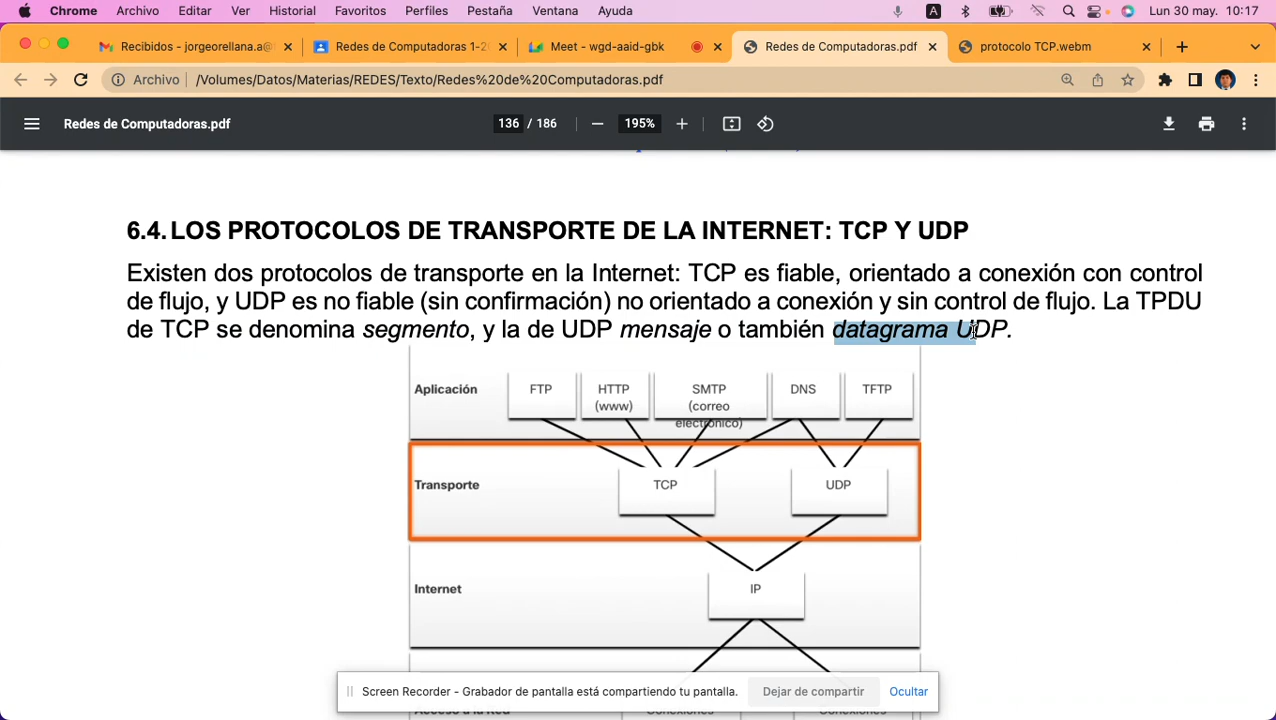 Chrome Archivo Editar Ver Historial Favoritos Perfiles Pestaña Ventana Ayuda A Lun 30 may. 10:17
Recibidos - jorgeorellana.a@ Redes de Computadoras 1-2 Meet - wgd-aaid-gbk Redes de Computadoras.pdf protocolo TCP.webm
Archivo /Volumes/Datos/Materias/REDES/Texto/Redes%20de%20Computadoras.pdf
Redes de Computadoras.pdf 136 / 186 195%
6.4. LOS PROTOCOLOS DE TRANSPORTE DE LA INTERNET: TCP Y UDP
Existen dos protocolos de transporte en la Internet: TCP es fiable, orientado a conexión con control
de flujo, y UDP es no fiable (sin confirmación) no orientado a conexión y sin control de flujo. La TPDU
de TCP se denomina segmento, y la de UDP mensaje o también datagrama UDP.
Aplicación FTP HTTP SMTP DNS TFTP
(www) (correo
electrónico)
Transporte TCP UDP
Internet IP
Screen Recorder - Grabador de pantalla está compartiendo tu pantalla. Dejar de compartir Ocultar
Acceso a la Red Conexiones Conexiones